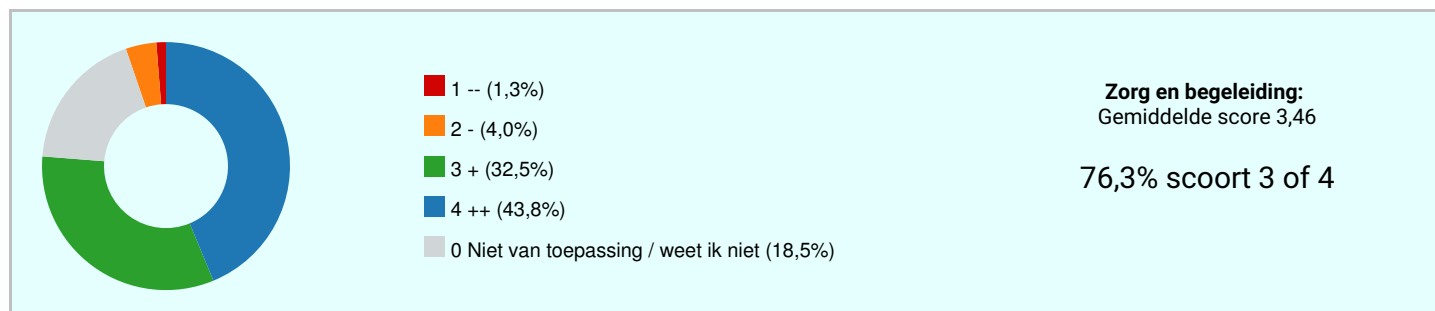 1 -- (1,3%)
2 - (4,0%)
3 + (32,5%)
4 ++ (43,8%)
0 Niet van toepassing / weet ik niet (18,5%)
Zorg en begeleiding:
Gemiddelde score 3,46
76,3% scoort 3 of 4